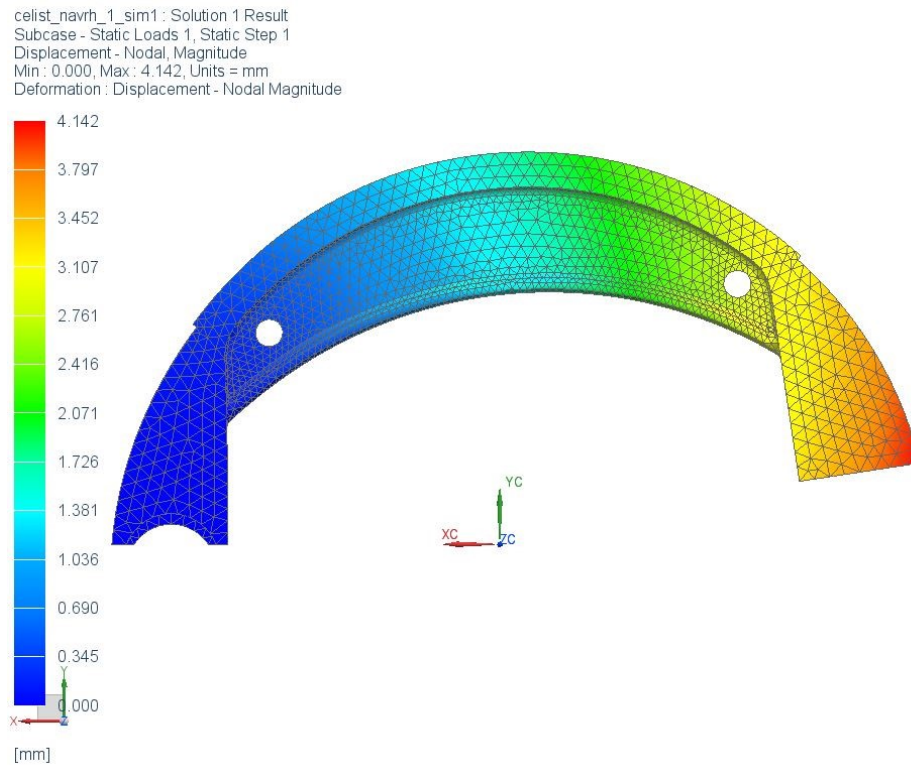 celist_navrh_1_sim1 : Solution 1 Result
Subcase - Static Loads 1, Static Step 1
Displacement - Nodal, Magnitude
Min : 0.000, Max : 4.142, Units = mm
Deformation : Displacement - Nodal Magnitude
4.142
3.797
3.452
3.107
2.761
2.416
2.071
1.726
YC
1.381
XC
ZC
1.036
0.690
0.345
Y
0.000
X
Z
[mm]